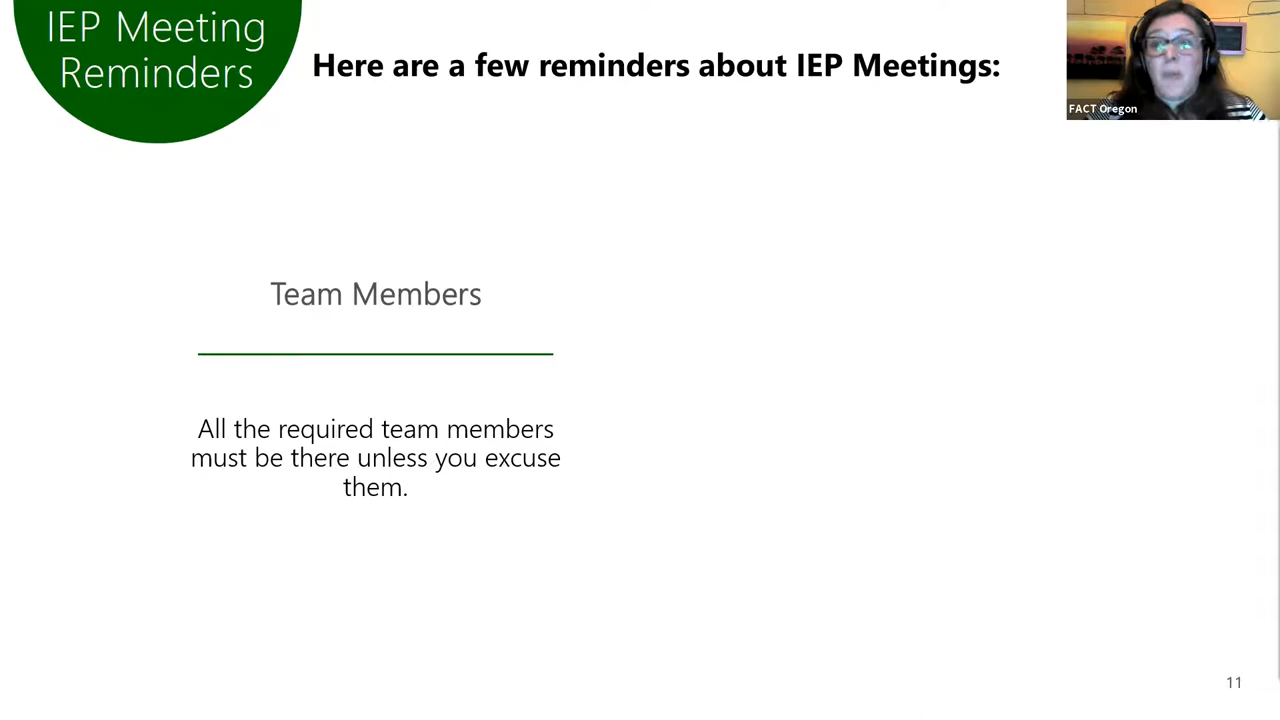 IEP Meeting
Reminders
Here are a few reminders about IEP Meetings:
FACT Oregon
Team Members
All the required team members
must be there unless you excuse
them.
11